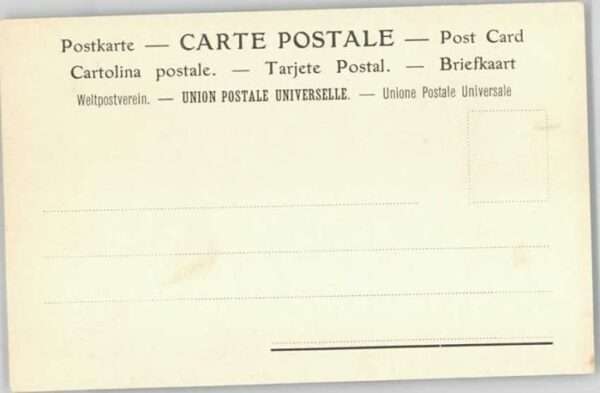 Postkarte — CARTE POSTALE — Post Card
Cartolina postale. — Tarjete Postal. — Briefkaart
Weltpostverein. — UNION POSTALE UNIVERSELLE. — Unione Postale Universale